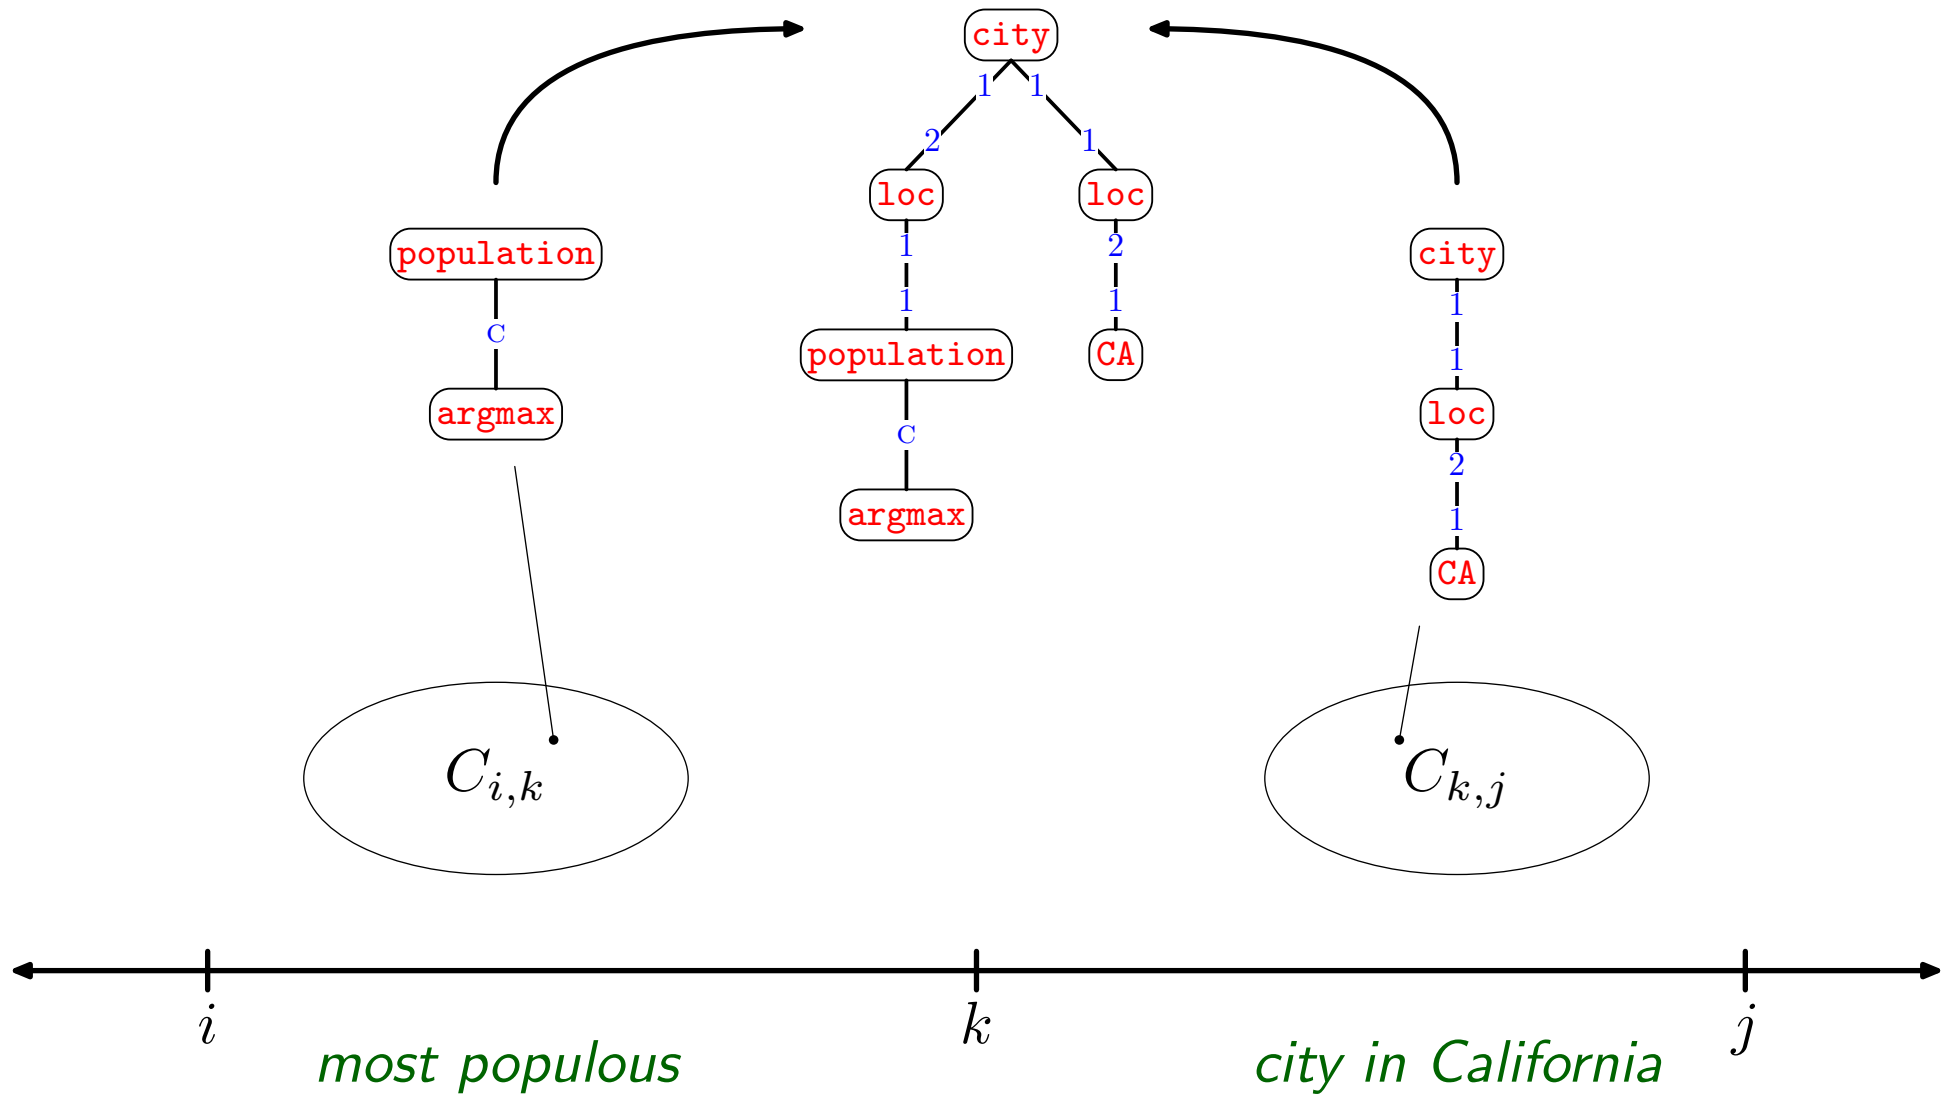 city
1 1
2 1
loc loc
population city
1 2
c 1 1 1
population CA 1
argmax loc
c 2
argmax 1
CA
C_{i,k} C_{k,j}
i k j
most populous city in California